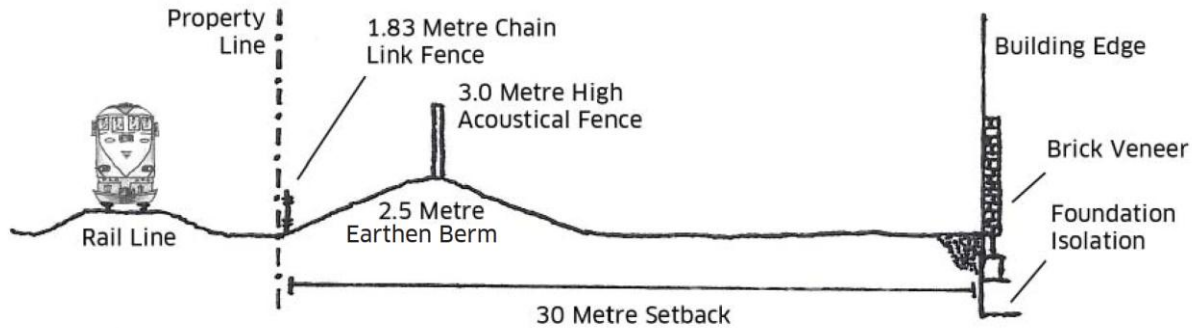 Property
Line
1.83 Metre Chain
Link Fence
Building Edge
3.0 Metre High
Acoustical Fence
Brick Veneer
2.5 Metre
Earthen Berm
Rail Line
Foundation
Isolation
30 Metre Setback